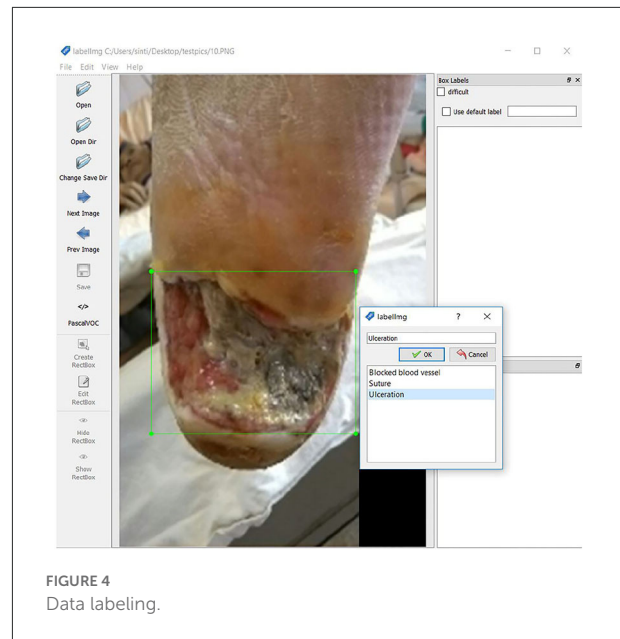 labelImg C:/Users/sinti/Desktop/testpics/10.PNG
File Edit View Help
Open
Open Dir
Change Save Dir
Next Image
Prev Image
Save
</>
PascalVOC
Create
RectBox
Edit
RectBox
Hide
RectBox
Show
RectBox
Box Labels
difficult
Use default label
labelImg
Ulceration
OK Cancel
Blocked blood vessel
Suture
Ulceration
FIGURE 4
Data labeling.